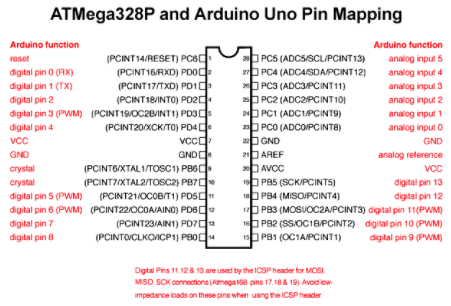 ATMega328P and Arduino Uno Pin Mapping
Arduino function Arduino function
reset (PCINT14/RESET) PC6 1 28 PC5 (ADC5/SCL/PCINT13) analog input 5
digital pin 0 (RX) (PCINT16/RXD) PD0 2 27 PC4 (ADC4/SDA/PCINT12) analog input 4
digital pin 1 (TX) (PCINT17/TXD) PD1 3 26 PC3 (ADC3/PCINT11) analog input 3
digital pin 2 (PCINT18/INT0) PD2 4 25 PC2 (ADC2/PCINT10) analog input 2
digital pin 3 (PWM) (PCINT19/OC2B/INT1) PD3 5 24 PC1 (ADC1/PCINT9) analog input 1
digital pin 4 (PCINT20/XCK/T0) PD4 6 23 PC0 (ADC0/PCINT8) analog input 0
VCC VCC 7 22 GND GND
GND GND 8 21 AREF analog reference
crystal (PCINT6/XTAL1/TOSC1) PB6 9 20 AVCC VCC
crystal (PCINT7/XTAL2/TOSC2) PB7 10 19 PB5 (SCK/PCINT5) digital pin 13
digital pin 5 (PWM) (PCINT21/OC0B/T1) PD5 11 18 PB4 (MISO/PCINT4) digital pin 12
digital pin 6 (PWM) (PCINT22/OC0A/AIN0) PD6 12 17 PB3 (MOSI/OC2A/PCINT3) digital pin 11(PWM)
digital pin 7 (PCINT23/AIN1) PD7 13 16 PB2 (SS/OC1B/PCINT2) digital pin 10 (PWM)
digital pin 8 (PCINT0/CLKO/ICP1) PB0 14 15 PB1 (OC1A/PCINT1) digital pin 9 (PWM)
Digital Pins 11,12 & 13 are used by the ICSP header for MOSI,
MISO, SCK connections (Atmega168 pins 17,18 & 19). Avoid low-
impedance loads on these pins when using the ICSP header.